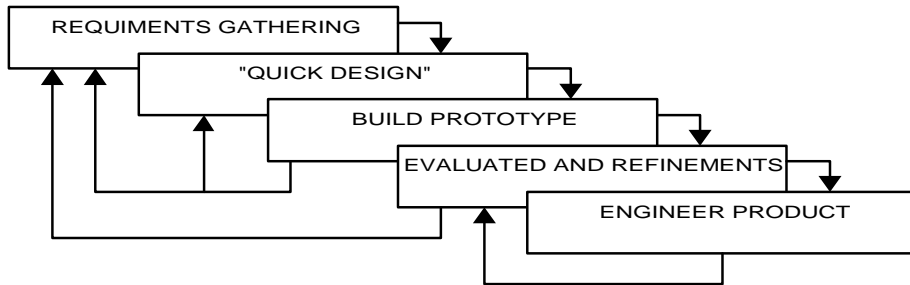 REQUIMENTS GATHERING
"QUICK DESIGN"
BUILD PROTOTYPE
EVALUATED AND REFINEMENTS
ENGINEER PRODUCT